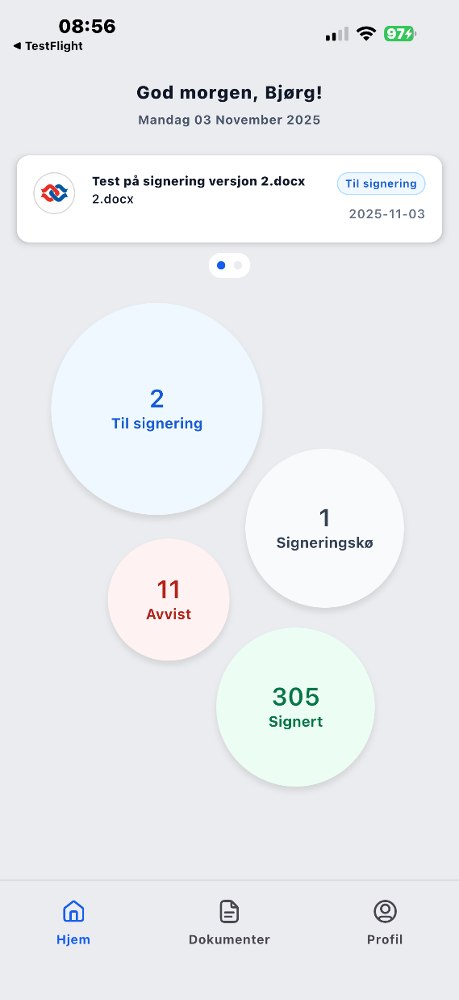 08:56
97
◀ TestFlight
God morgen, Bjørg!
Mandag 03 November 2025
Test på signering versjon 2.docx
Til signering
2.docx
2025-11-03
2
Til signering
1
Signeringskø
11
Avvist
305
Signert
Hjem
Dokumenter
Profil